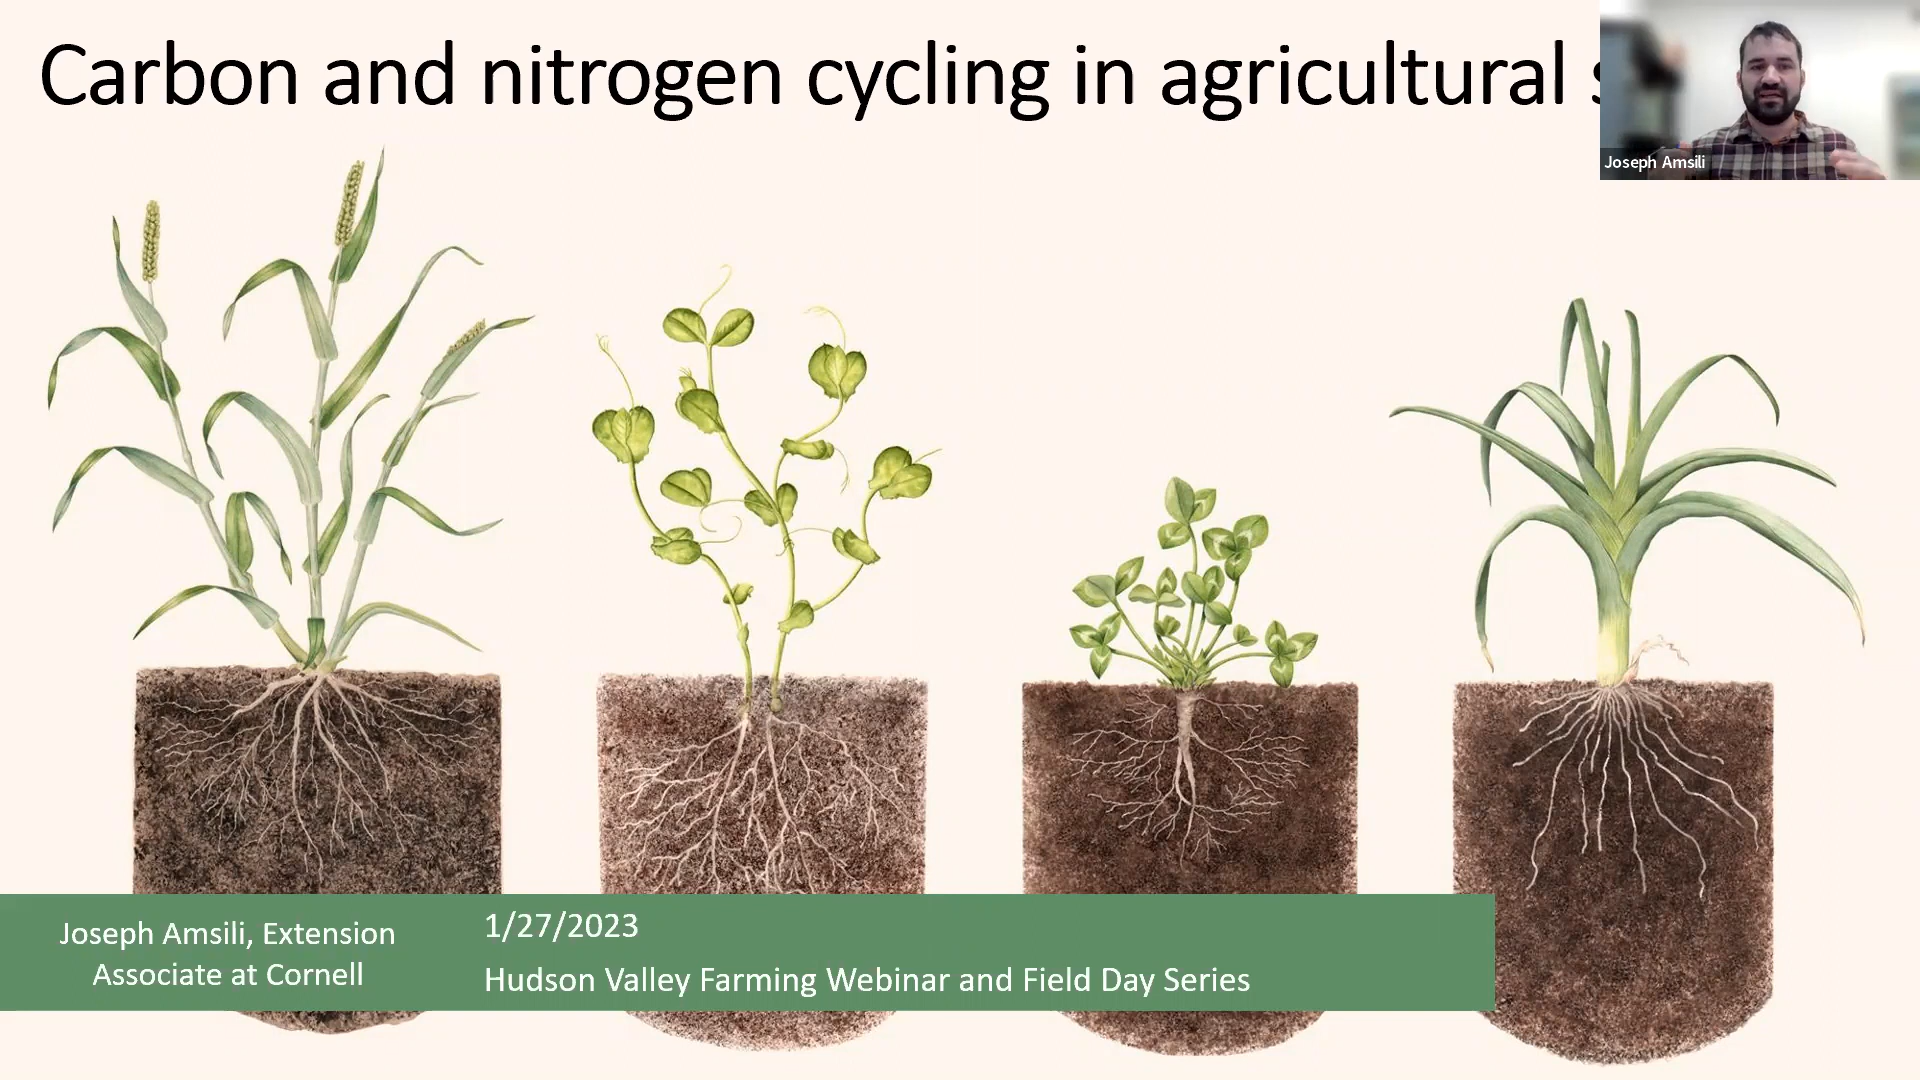 Carbon and nitrogen cycling in agricultural
Joseph Amsili
Joseph Amsili, Extension
Associate at Cornell
1/27/2023
Hudson Valley Farming Webinar and Field Day Series